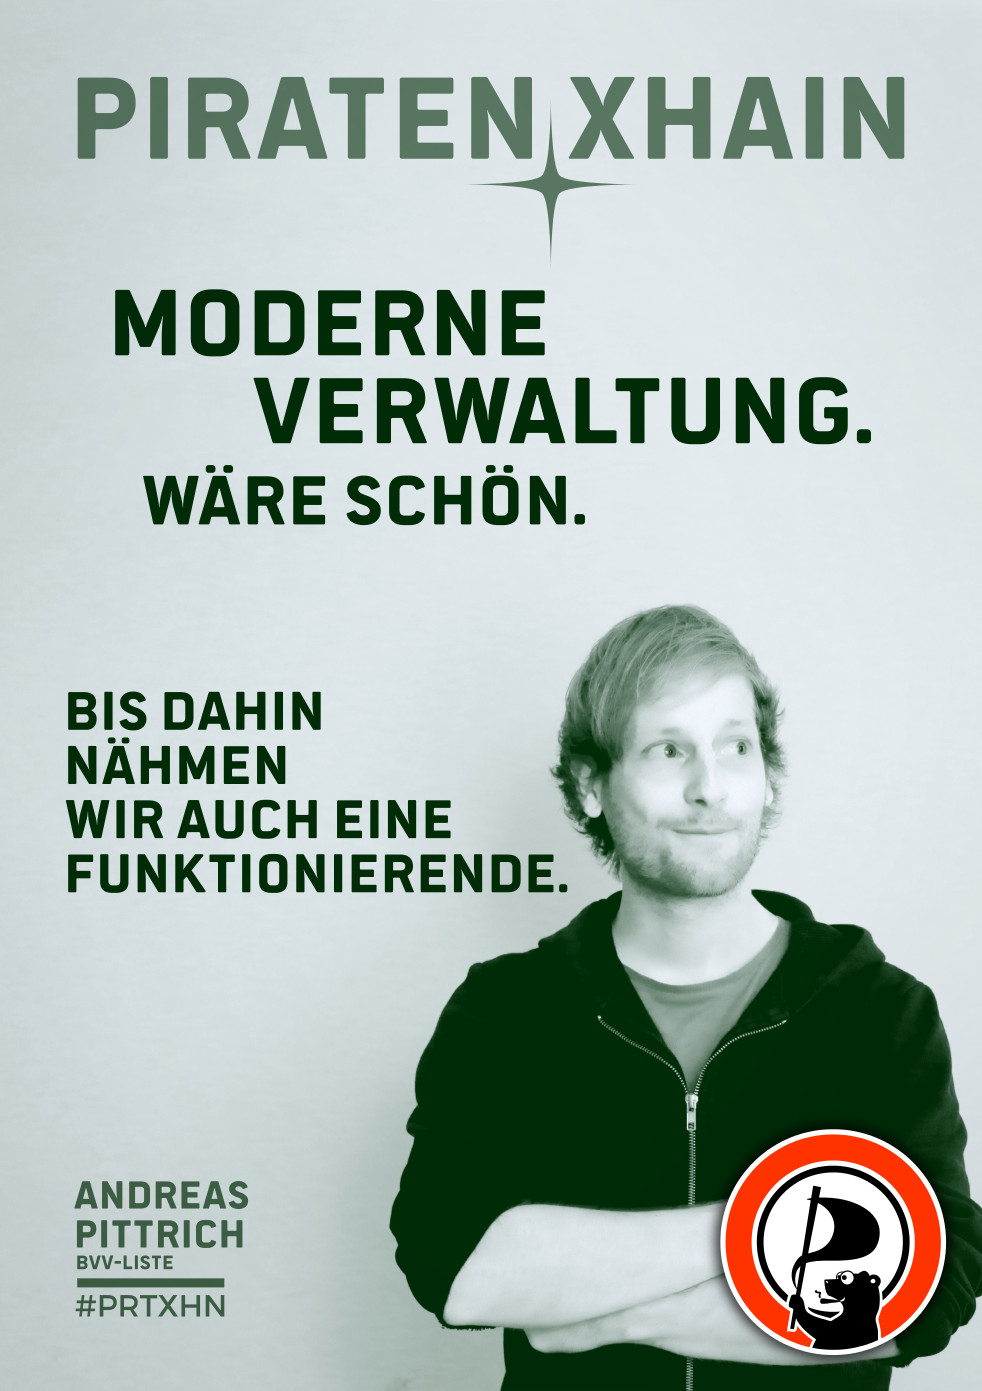 PIRATEN XHAIN
MODERNE
VERWALTUNG.
WÄRE SCHÖN.
BIS DAHIN
NÄHMEN
WIR AUCH EINE
FUNKTIONIERENDE.
ANDREAS
PITTRICH
BVV-LISTE
#PRTXHN